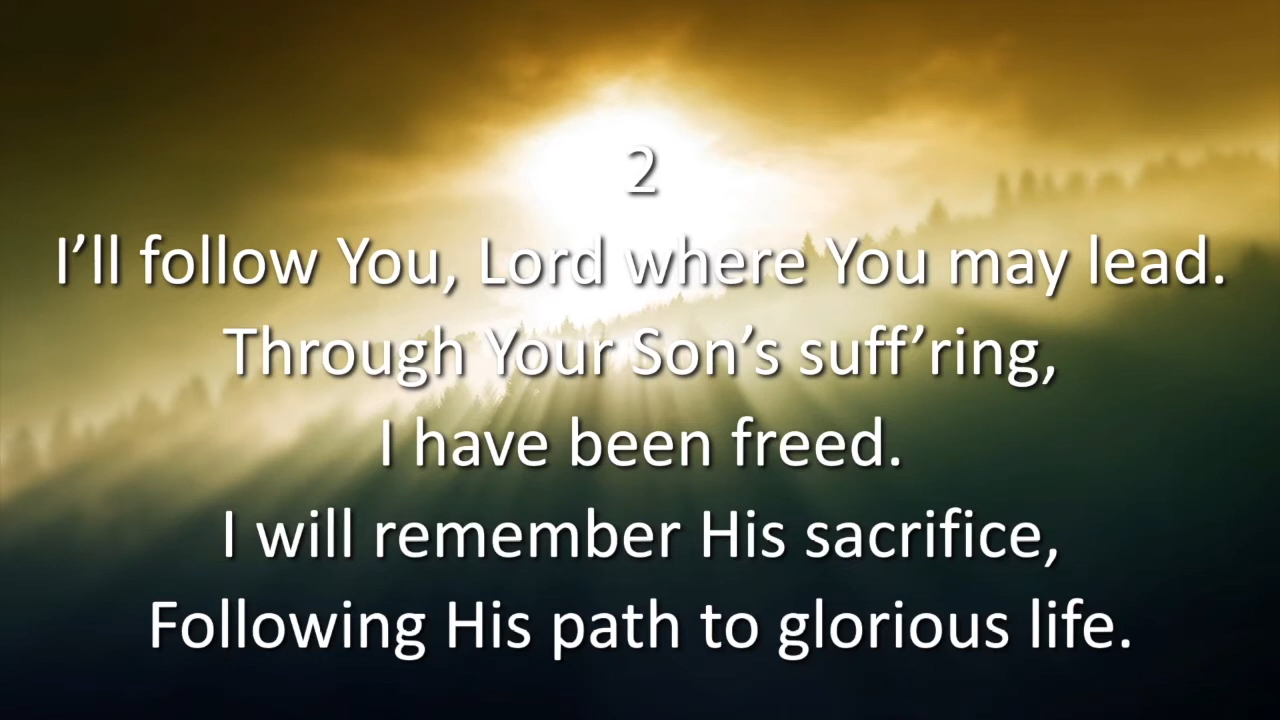 2
I’ll follow You, Lord where You may lead.
Through Your Son’s suff’ring,
I have been freed.
I will remember His sacrifice,
Following His path to glorious life.